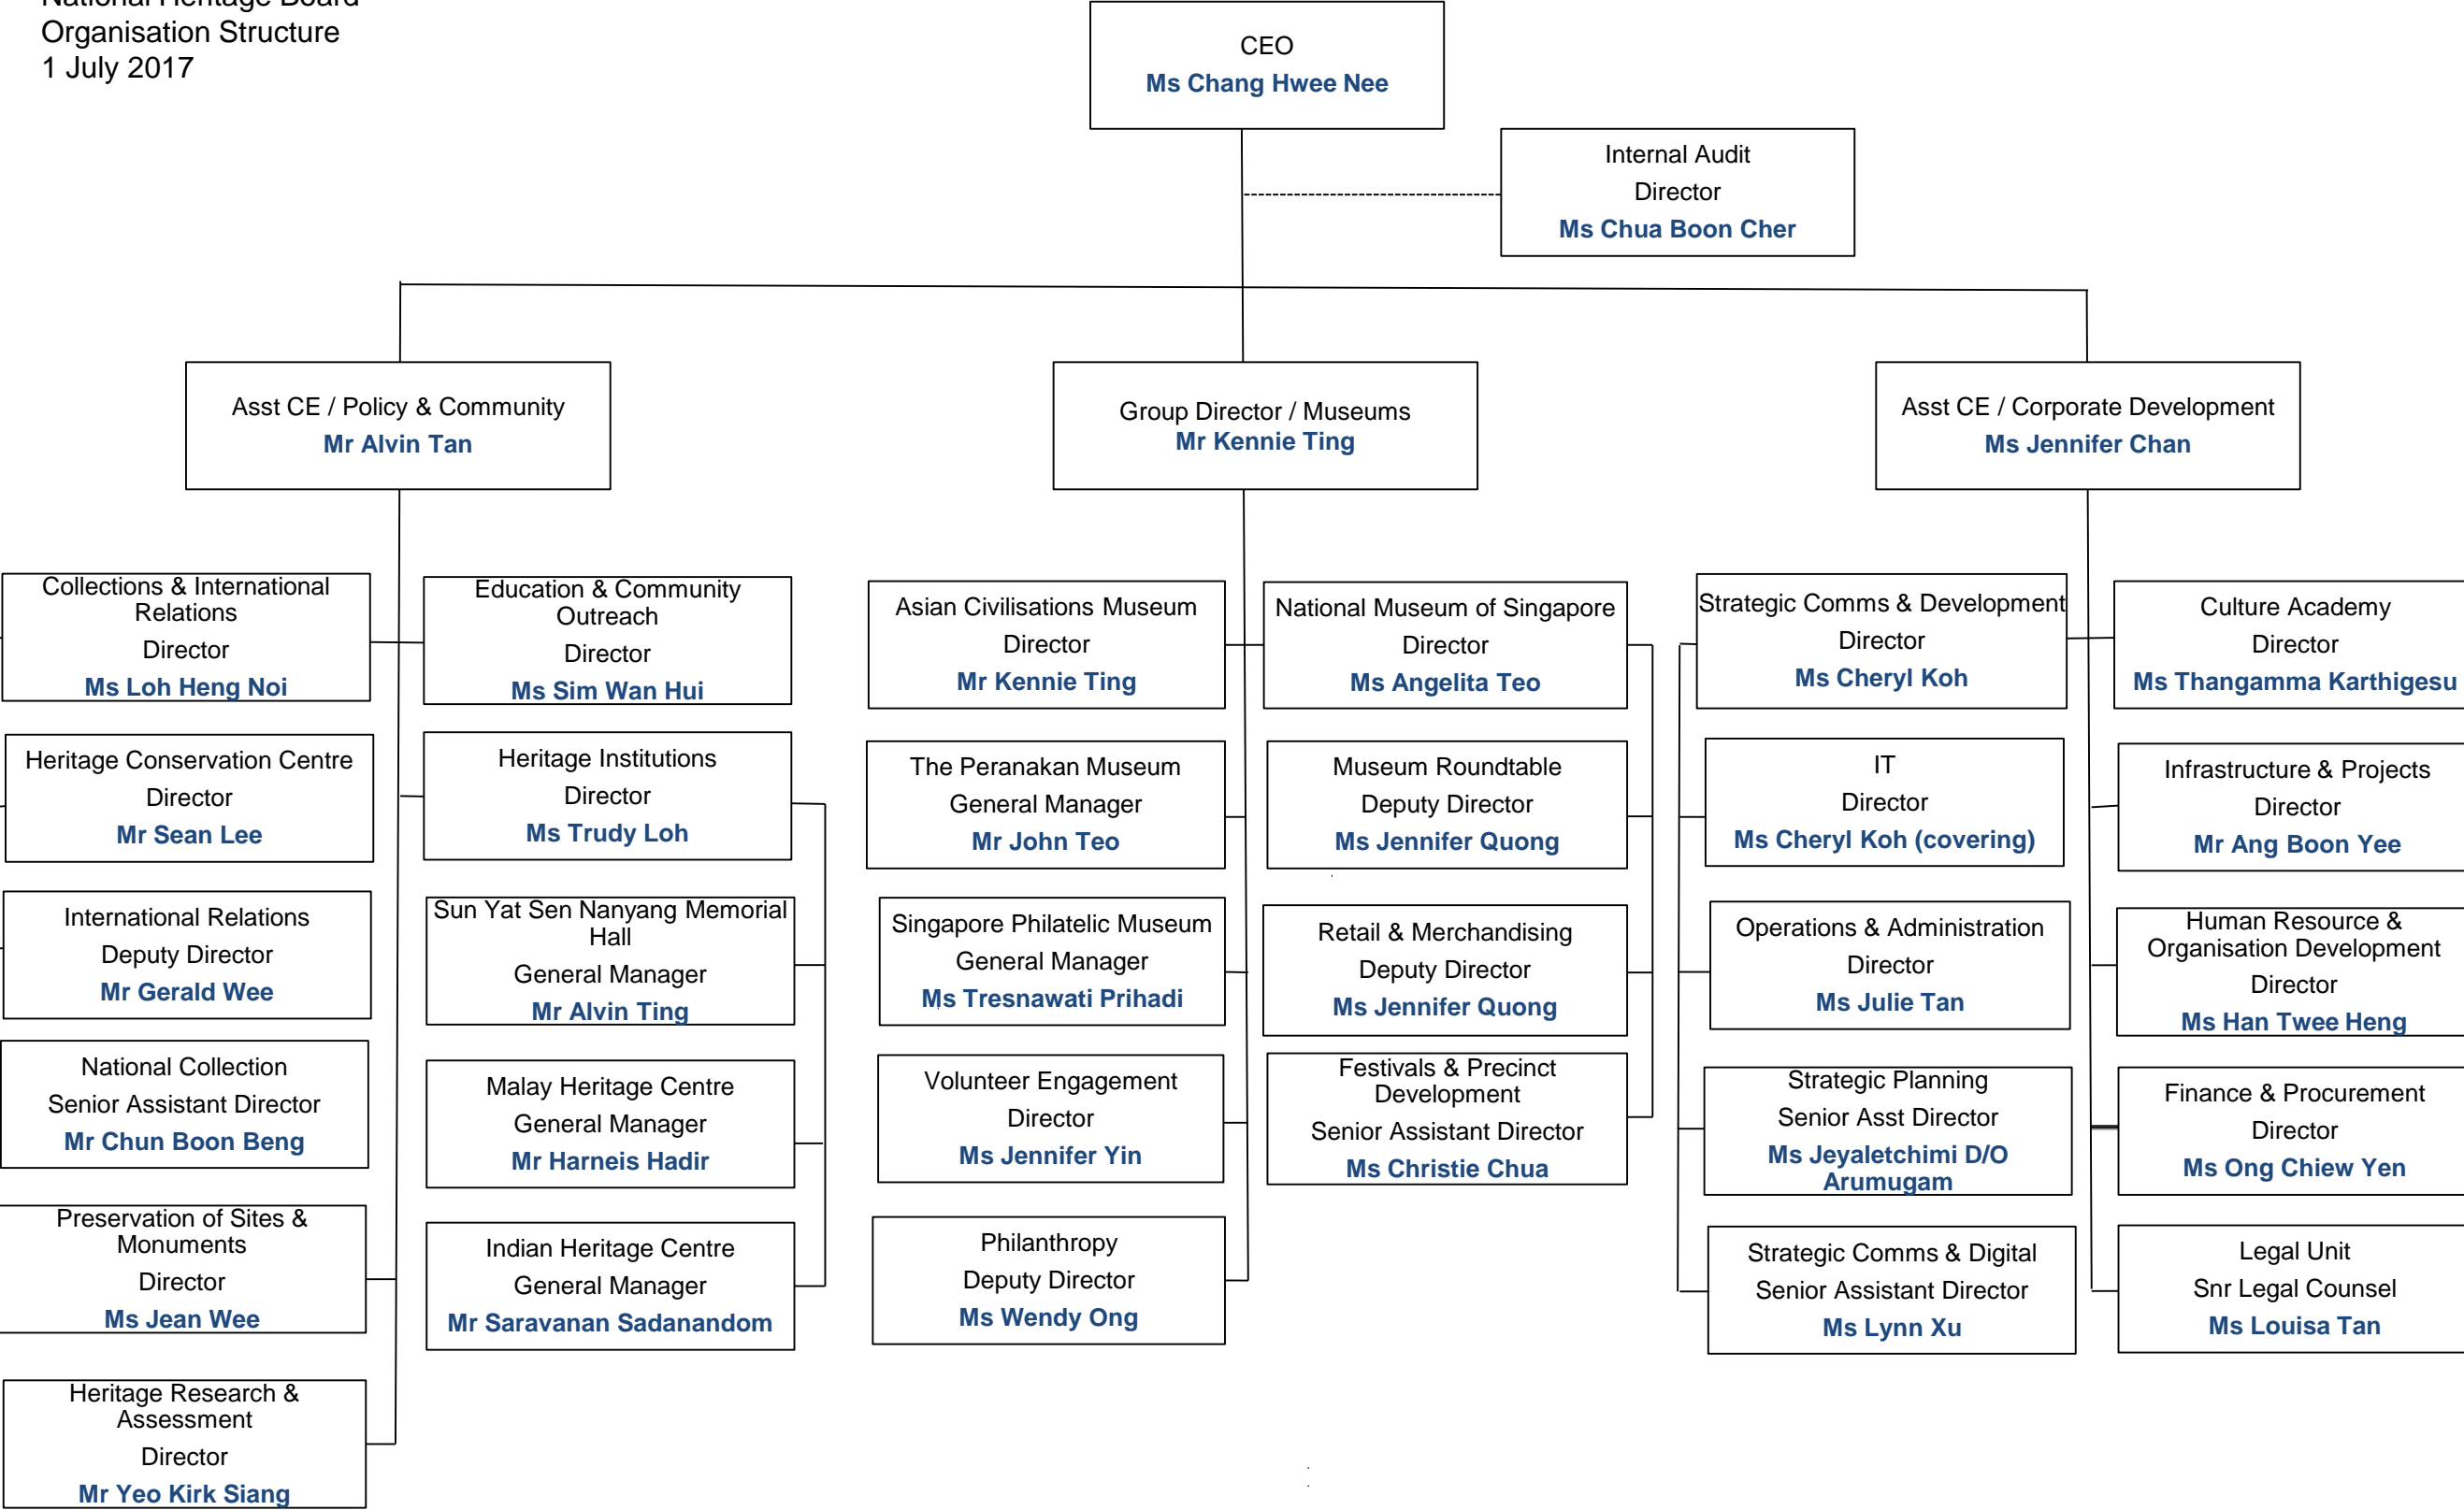 National Heritage Board
Organisation Structure
1 July 2017
CEO
Ms Chang Hwee Nee
Internal Audit
Director
Ms Chua Boon Cher
Asst CE / Policy & Community
Mr Alvin Tan
Group Director / Museums
Mr Kennie Ting
Asst CE / Corporate Development
Ms Jennifer Chan
Collections & International
Relations
Director
Ms Loh Heng Noi
Heritage Conservation Centre
Director
Mr Sean Lee
International Relations
Deputy Director
Mr Gerald Wee
National Collection
Senior Assistant Director
Mr Chun Boon Beng
Preservation of Sites &
Monuments
Director
Ms Jean Wee
Heritage Research &
Assessment
Director
Mr Yeo Kirk Siang
Education & Community
Outreach
Director
Ms Sim Wan Hui
Heritage Institutions
Director
Ms Trudy Loh
Sun Yat Sen Nanyang Memorial
Hall
General Manager
Mr Alvin Ting
Malay Heritage Centre
General Manager
Mr Harneis Hadir
Indian Heritage Centre
General Manager
Mr Saravanan Sadanandom
Asian Civilisations Museum
Director
Mr Kennie Ting
The Peranakan Museum
General Manager
Mr John Teo
Singapore Philatelic Museum
General Manager
Ms Tresnawati Prihadi
Volunteer Engagement
Director
Ms Jennifer Yin
Philanthropy
Deputy Director
Ms Wendy Ong
National Museum of Singapore
Director
Ms Angelita Teo
Museum Roundtable
Deputy Director
Ms Jennifer Quong
Retail & Merchandising
Deputy Director
Ms Jennifer Quong
Festivals & Precinct
Development
Senior Assistant Director
Ms Christie Chua
Strategic Comms & Development
Director
Ms Cheryl Koh
IT
Director
Ms Cheryl Koh (covering)
Operations & Administration
Director
Ms Julie Tan
Strategic Planning
Senior Asst Director
Ms Jeyaletchimi D/O
Arumugam
Strategic Comms & Digital
Senior Assistant Director
Ms Lynn Xu
Culture Academy
Director
Ms Thangamma Karthigesu
Infrastructure & Projects
Director
Mr Ang Boon Yee
Human Resource &
Organisation Development
Director
Ms Han Twee Heng
Finance & Procurement
Director
Ms Ong Chiew Yen
Legal Unit
Snr Legal Counsel
Ms Louisa Tan